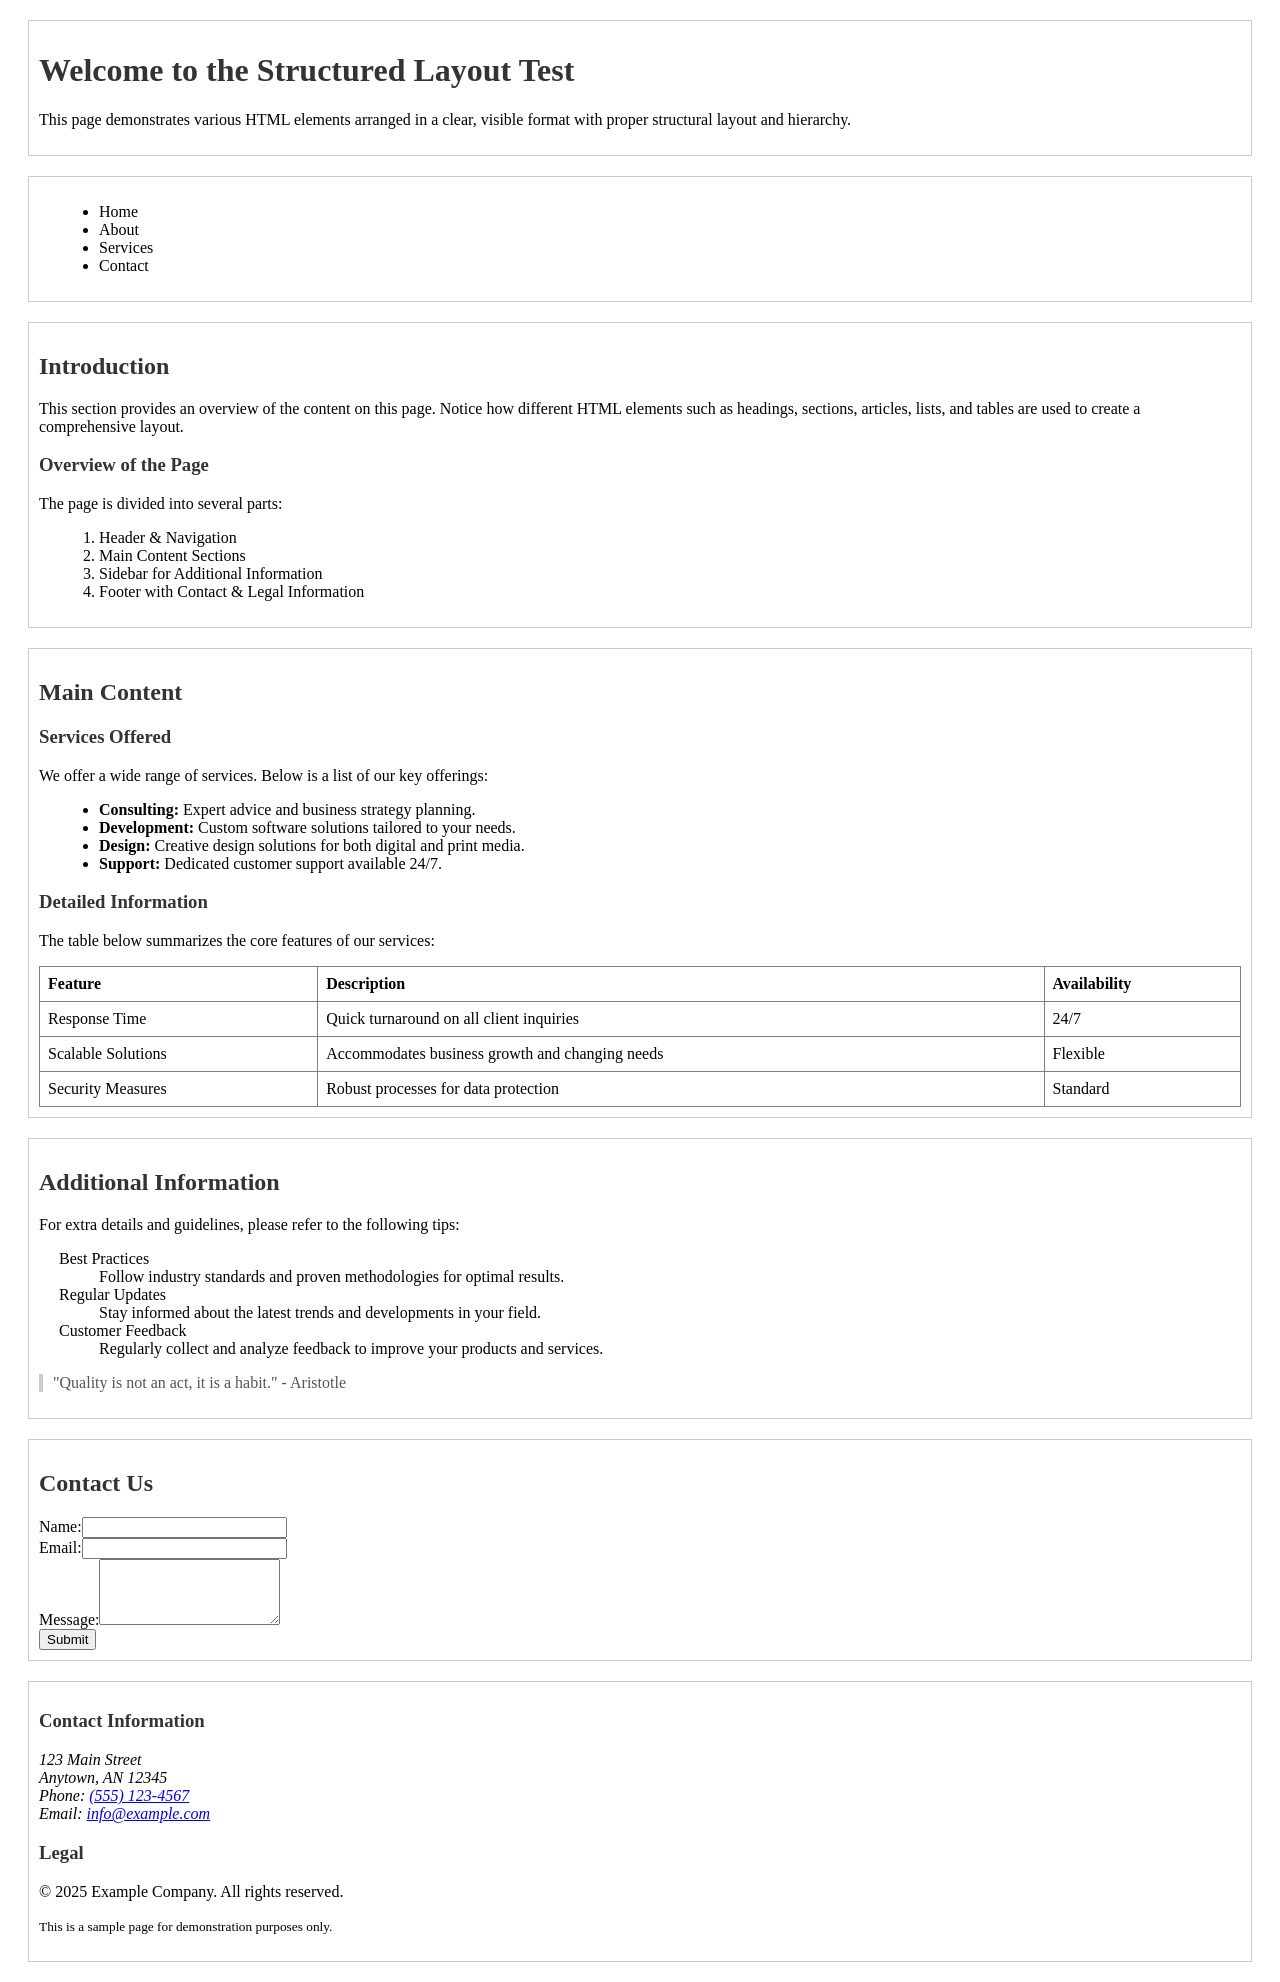 Welcome to the Structured Layout Test
This page demonstrates various HTML elements arranged in a clear, visible format with proper structural layout and hierarchy.
Home
About
Services
Contact
Introduction
This section provides an overview of the content on this page. Notice how different HTML elements such as headings, sections, articles, lists, and tables are used to create a
comprehensive layout.
Overview of the Page
The page is divided into several parts:
1. Header & Navigation
2. Main Content Sections
3. Sidebar for Additional Information
4. Footer with Contact & Legal Information
Main Content
Services Offered
We offer a wide range of services. Below is a list of our key offerings:
Consulting: Expert advice and business strategy planning.
Development: Custom software solutions tailored to your needs.
Design: Creative design solutions for both digital and print media.
Support: Dedicated customer support available 24/7.
Detailed Information
The table below summarizes the core features of our services:
Feature Description Availability
Response Time Quick turnaround on all client inquiries 24/7
Scalable Solutions Accommodates business growth and changing needs Flexible
Security Measures Robust processes for data protection Standard
Additional Information
For extra details and guidelines, please refer to the following tips:
Best Practices
Follow industry standards and proven methodologies for optimal results.
Regular Updates
Stay informed about the latest trends and developments in your field.
Customer Feedback
Regularly collect and analyze feedback to improve your products and services.
"Quality is not an act, it is a habit." - Aristotle
Contact Us
Name:
Email:
Message:
Submit
Contact Information
123 Main Street
Anytown, AN 12345
Phone: (555) 123-4567
Email: info@example.com
Legal
© 2025 Example Company. All rights reserved.
This is a sample page for demonstration purposes only.